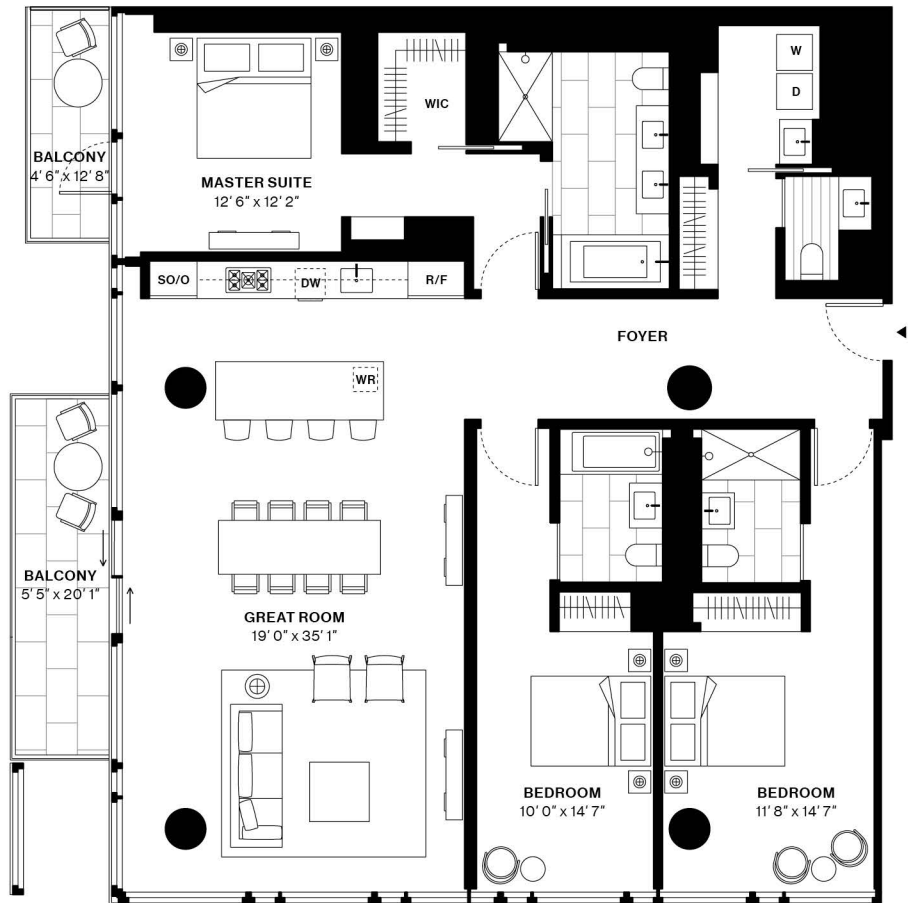 W
D
WIC
BALCONY
4' 6" x 12' 8"
MASTER SUITE
12' 6" x 12' 2"
SO/O
DW
R/F
FOYER
WR
BALCONY
5' 5" x 20' 1"
GREAT ROOM
19' 0" x 35' 1"
BEDROOM
10' 0" x 14' 7"
BEDROOM
11' 8" x 14' 7"